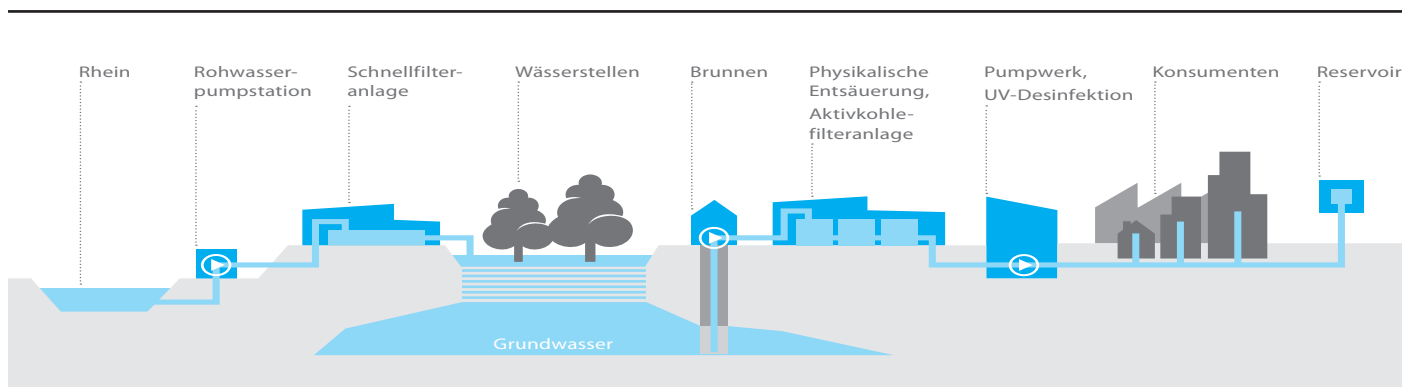 Rhein
Rohwasser-
pumpstation
Schnellfilter-
anlage
Wässerstellen
Brunnen
Physikalische
Entsäuerung,
Aktivkohle-
filteranlage
Pumpwerk,
UV-Desinfektion
Konsumenten
Reservoir
Grundwasser